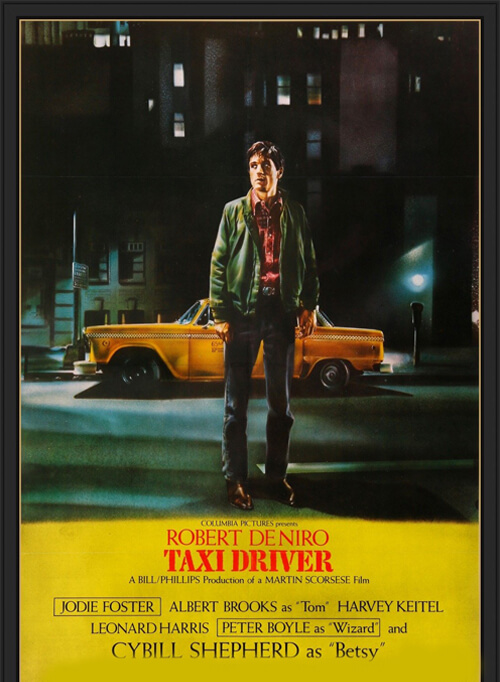 COLUMBIA PICTURES presents
ROBERT DE NIRO
TAXI DRIVER
A BILL/PHILLIPS Production of a MARTIN SCORSESE Film
JODIE FOSTER ALBERT BROOKS as "Tom" HARVEY KEITEL
LEONARD HARRIS PETER BOYLE as "Wizard" and
CYBILL SHEPHERD as "Betsy"